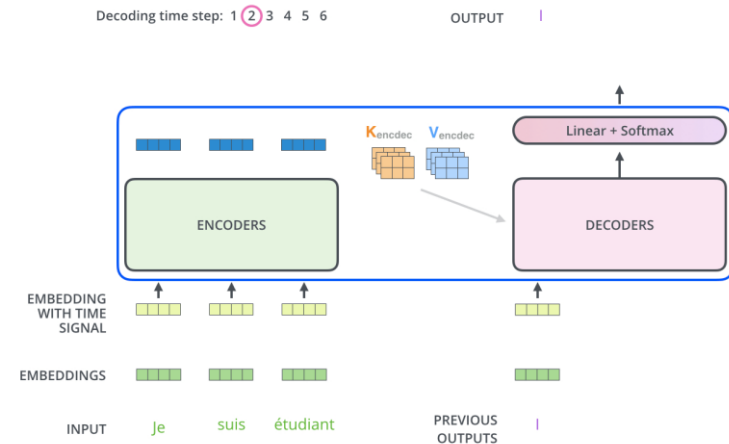 Decoding time step: 1 2 3 4 5 6
OUTPUT I
Kencdec Vencdec
Linear + Softmax
ENCODERS
DECODERS
EMBEDDING
WITH TIME
SIGNAL
EMBEDDINGS
INPUT Je suis étudiant
PREVIOUS
OUTPUTS
I